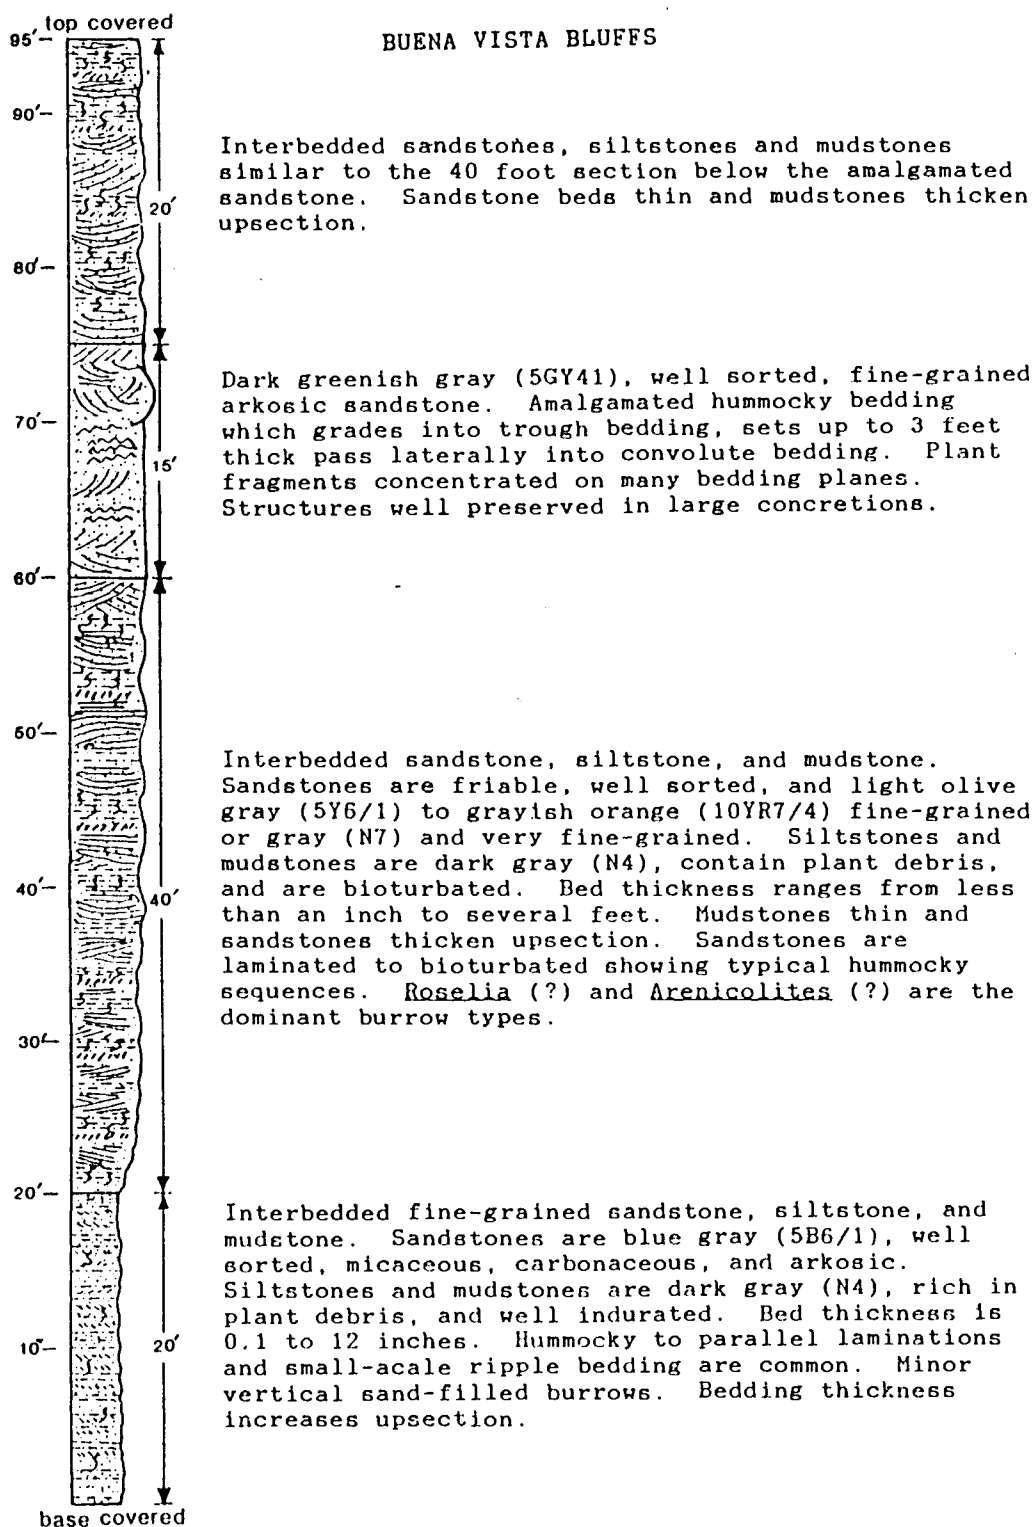 top covered
BUENA VISTA BLUFFS
95'
90'
Interbedded sandstones, siltstones and mudstones
similar to the 40 foot section below the amalgamated
sandstone. Sandstone beds thin and mudstones thicken
upsection.
20'
80'
Dark greenish gray (5GY41), well sorted, fine-grained
arkosic sandstone. Amalgamated hummocky bedding
which grades into trough bedding, sets up to 3 feet
thick pass laterally into convolute bedding. Plant
fragments concentrated on many bedding planes.
Structures well preserved in large concretions.
70'
15'
60'
50'
Interbedded sandstone, siltstone, and mudstone.
Sandstones are friable, well sorted, and light olive
gray (5Y6/1) to grayish orange (10YR7/4) fine-grained
or gray (N7) and very fine-grained. Siltstones and
mudstones are dark gray (N4), contain plant debris,
and are bioturbated. Bed thickness ranges from less
than an inch to several feet. Mudstones thin and
sandstones thicken upsection. Sandstones are
laminated to bioturbated showing typical hummocky
sequences. Roselia (?) and Arenicolites (?) are the
dominant burrow types.
40'
40'
30'
20'
Interbedded fine-grained sandstone, siltstone, and
mudstone. Sandstones are blue gray (5B6/1), well
sorted, micaceous, carbonaceous, and arkosic.
Siltstones and mudstones are dark gray (N4), rich in
plant debris, and well indurated. Bed thickness is
0.1 to 12 inches. Hummocky to parallel laminations
and small-acale ripple bedding are common. Minor
vertical sand-filled burrows. Bedding thickness
increases upsection.
10'
20'
base covered